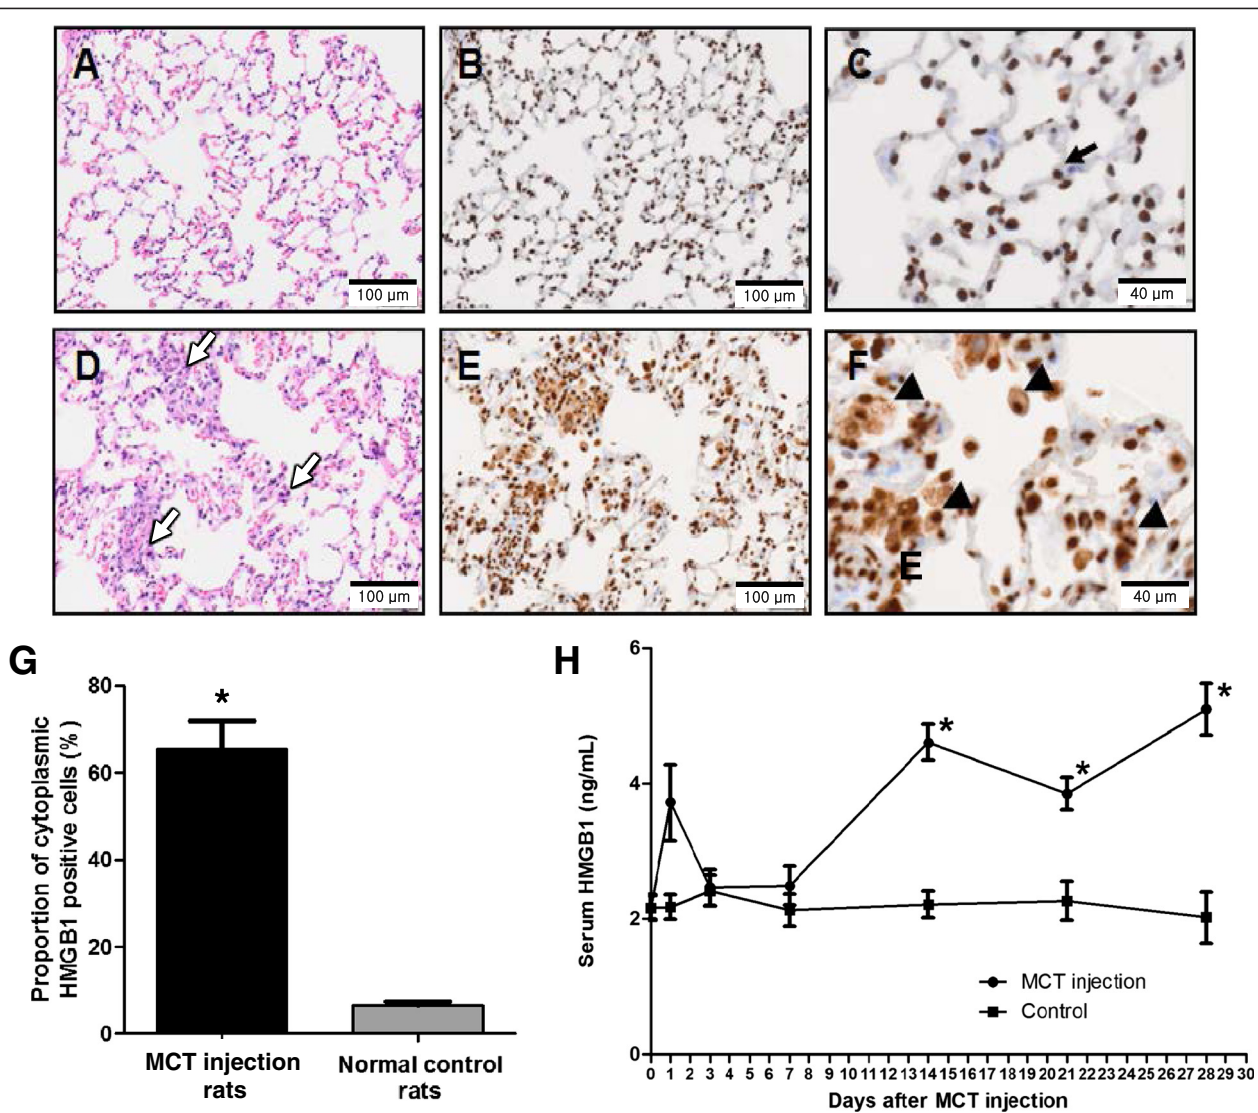 A
B
C
100 µm
100 µm
40 µm
D
E
F
E
100 µm
100 µm
40 µm
G
Proportion of cytoplasmic
HMGB1 positive cells (%)
80
60
40
20
0
*
MCT injection
rats
Normal control
rats
H
Serum HMGB1 (ng/mL)
6
4
2
0
*
*
*
MCT injection
Control
0 1 2 3 4 5 6 7 8 9 10 11 12 13 14 15 16 17 18 19 20 21 22 23 24 25 26 27 28 29 30
Days after MCT injection